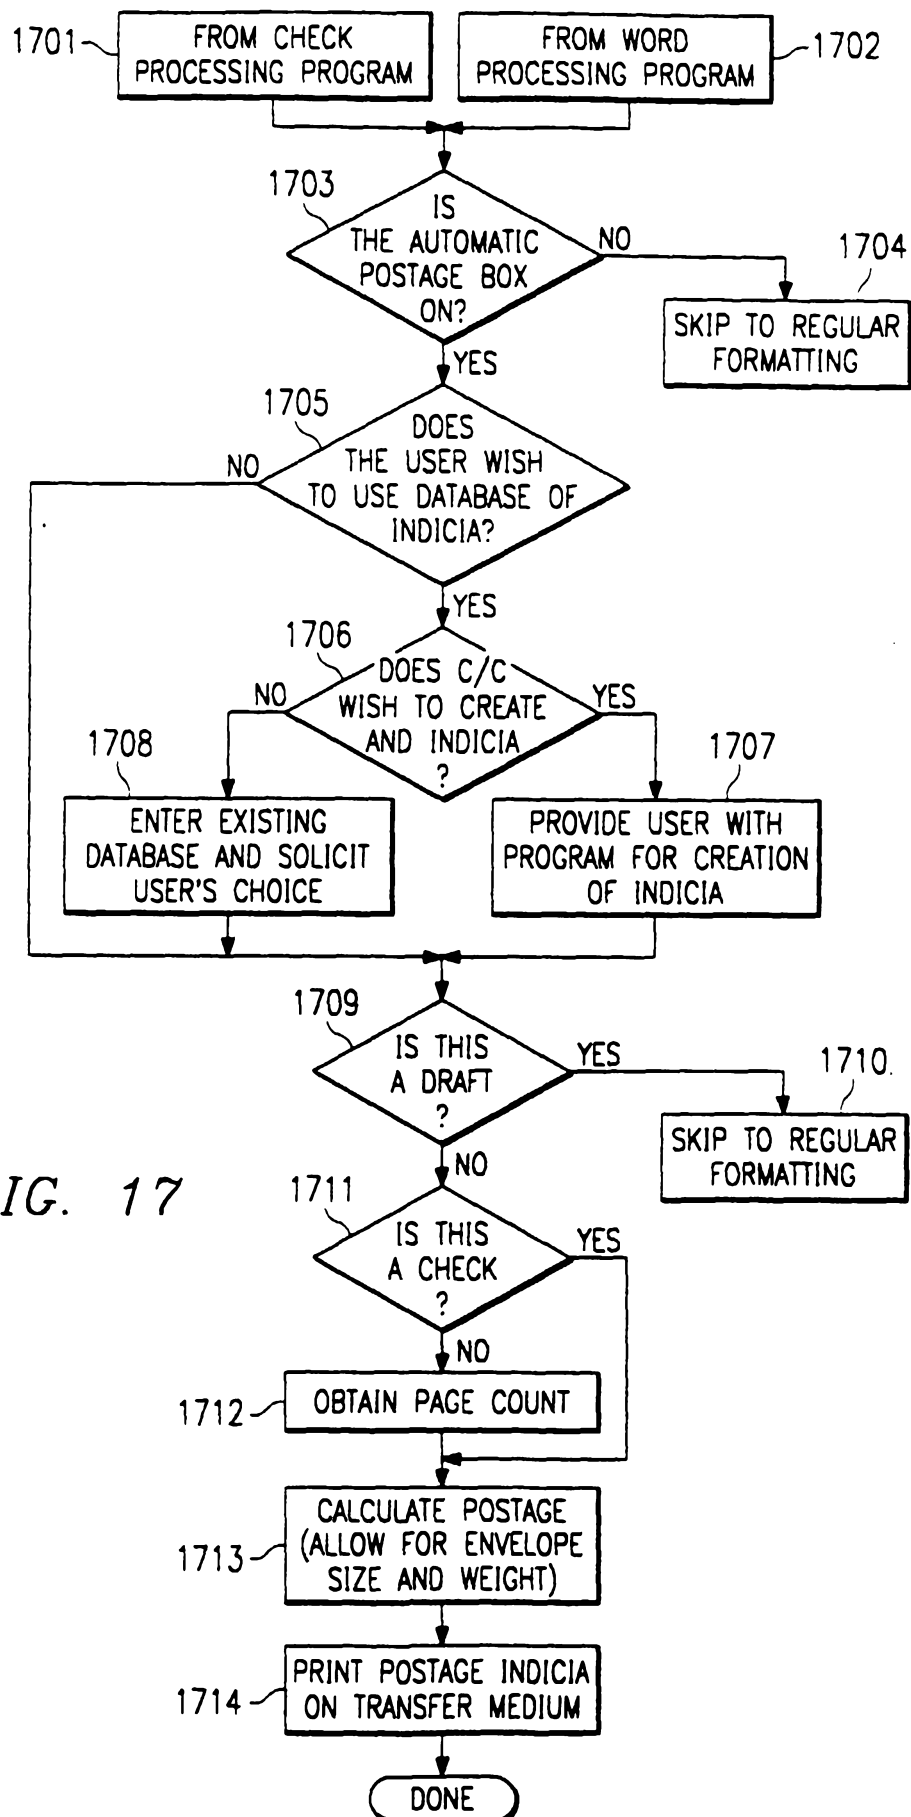 1701
FROM CHECK
PROCESSING PROGRAM
FROM WORD
PROCESSING PROGRAM
1702
1703
IS
THE AUTOMATIC
POSTAGE BOX
ON?
NO
1704
SKIP TO REGULAR
FORMATTING
YES
1705
DOES
THE USER WISH
TO USE DATABASE OF
INDICIA?
NO
YES
1706
DOES C/C
WISH TO CREATE
AND INDICIA
?
NO
YES
1708
ENTER EXISTING
DATABASE AND SOLICIT
USER'S CHOICE
1707
PROVIDE USER WITH
PROGRAM FOR CREATION
OF INDICIA
1709
IS THIS
A DRAFT
?
YES
1710.
SKIP TO REGULAR
FORMATTING
NO
IG. 17
1711
IS THIS
A CHECK
?
YES
NO
1712
OBTAIN PAGE COUNT
1713
CALCULATE POSTAGE
(ALLOW FOR ENVELOPE
SIZE AND WEIGHT)
1714
PRINT POSTAGE INDICIA
ON TRANSFER MEDIUM
DONE